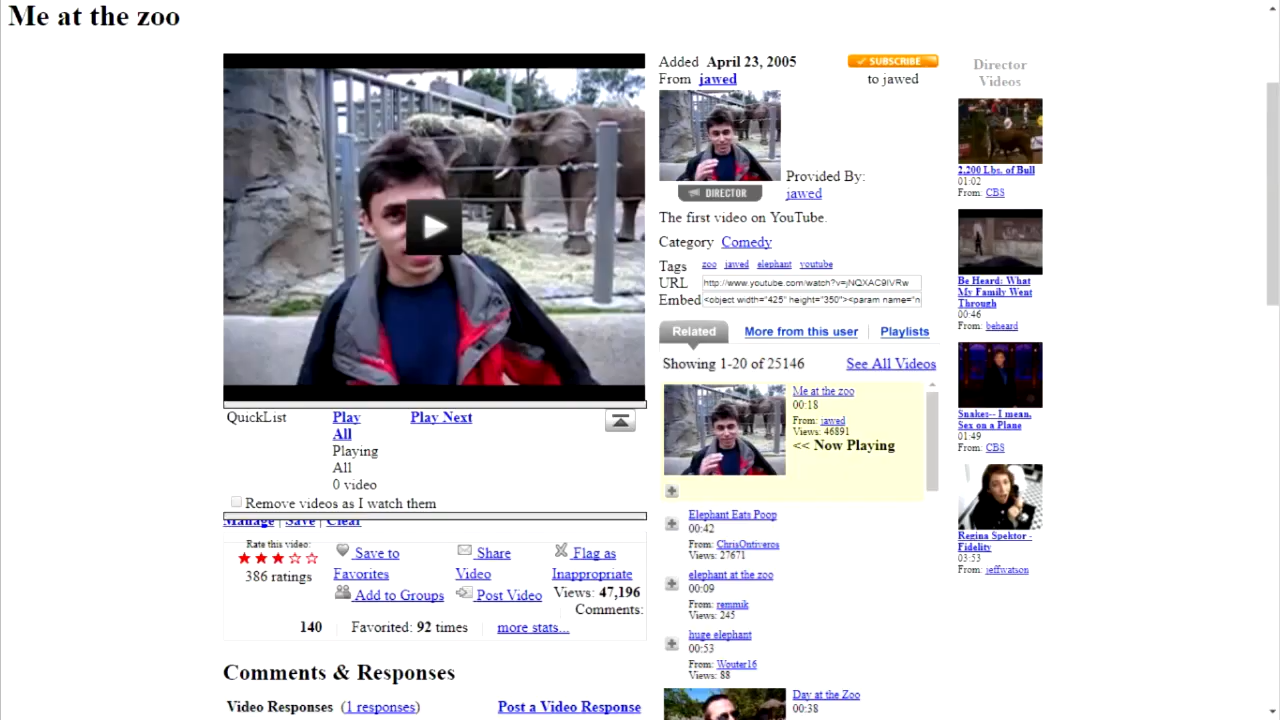 Me at the zoo
Added April 23, 2005
From jawed
SUBSCRIBE
to jawed
DIRECTOR
Provided By:
jawed
The first video on YouTube.
Category Comedy
Tags zoo jawed elephant youtube
URL http://www.youtube.com/watch?v=jNQXAC9IVRw
Embed <object width="425" height="350"><param name="n
Related More from this user Playlists
Showing 1-20 of 25146 See All Videos
Me at the zoo
00:18
From: jawed
Views: 46891
<< Now Playing
Elephant Eats Poop
00:42
From: ChrisOntiveros
Views: 27671
elephant at the zoo
00:09
From: remmik
Views: 245
huge elephant
00:53
From: Wouter16
Views: 88
Day at the Zoo
00:38
Director
Videos
2,200 Lbs. of Bull
01:02
From: CBS
Be Heard: What
My Family Went
Through
00:46
From: beheard
Snakes-- I mean,
Sex on a Plane
01:49
From: CBS
Regina Spektor -
Fidelity
03:53
From: jeffwatson
QuickList
Play
All
Play Next
Playing
All
0 video
Remove videos as I watch them
Manage | Save | Clear
Rate this video:
386 ratings
Save to
Favorites
Share
Video
Flag as
Inappropriate
Add to Groups
Post Video
Views: 47,196
Comments:
140
Favorited: 92 times
more stats...
Comments & Responses
Video Responses (1 responses)
Post a Video Response